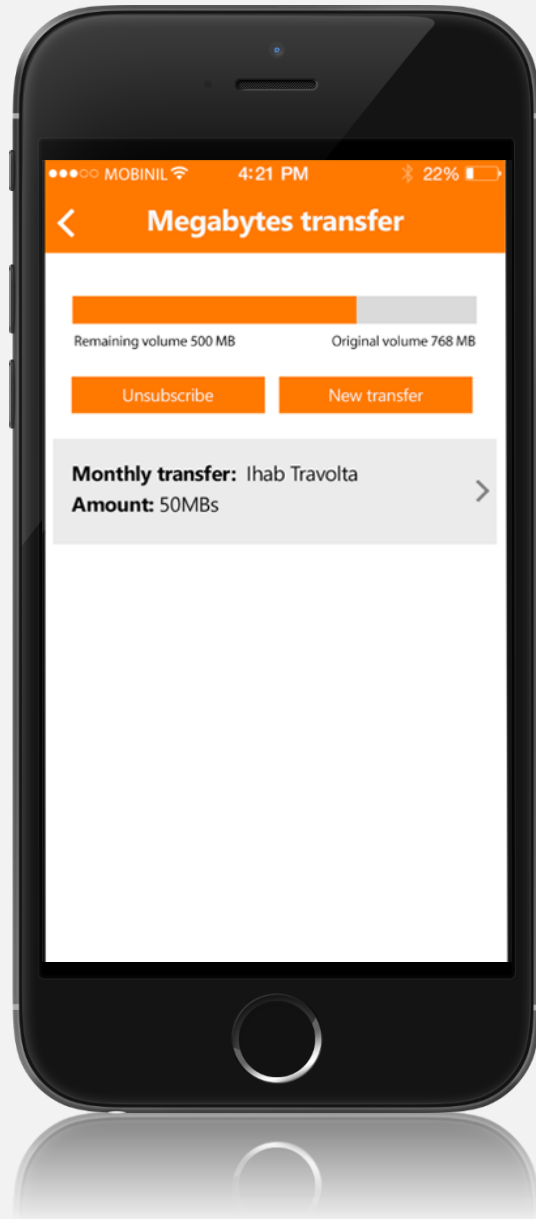 MOBINIL 4:21 PM 22%
Megabytes transfer
Remaining volume 500 MB Original volume 768 MB
Unsubscribe New transfer
Monthly transfer: Ihab Travolta
Amount: 50MBs